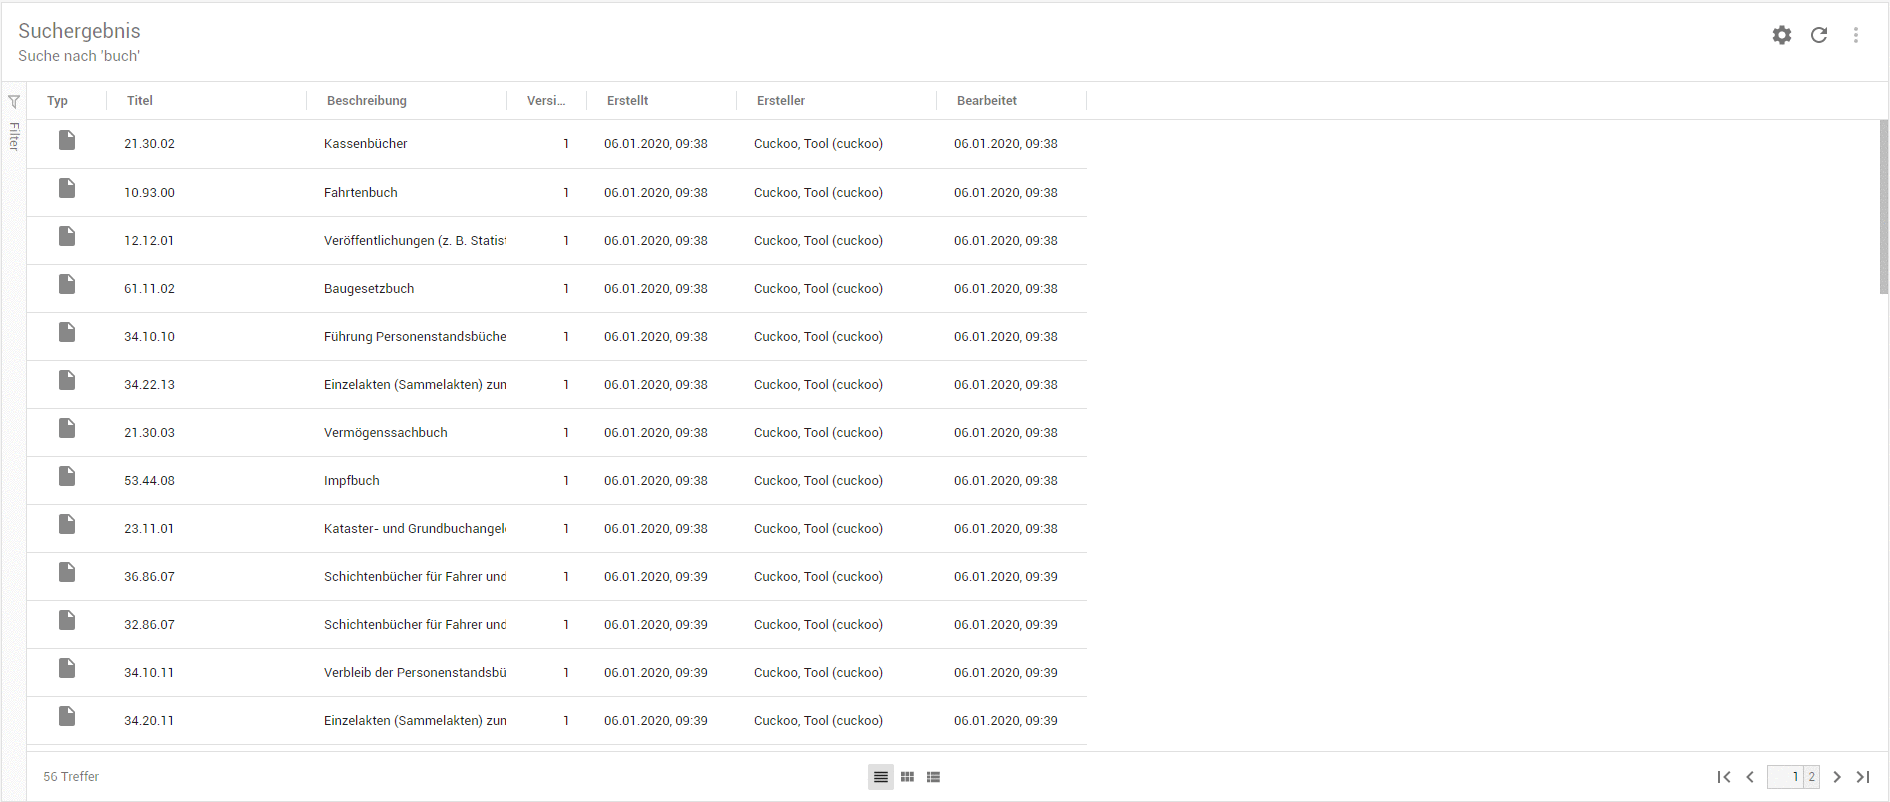 Suchergebnis
Suche nach 'buch'
Filter
Typ Titel Beschreibung Versi... Erstellt Ersteller Bearbeitet
21.30.02 Kassenbücher 1 06.01.2020, 09:38 Cuckoo, Tool (cuckoo) 06.01.2020, 09:38
10.93.00 Fahrtenbuch 1 06.01.2020, 09:38 Cuckoo, Tool (cuckoo) 06.01.2020, 09:38
12.12.01 Veröffentlichungen (z. B. Statist 1 06.01.2020, 09:38 Cuckoo, Tool (cuckoo) 06.01.2020, 09:38
61.11.02 Baugesetzbuch 1 06.01.2020, 09:38 Cuckoo, Tool (cuckoo) 06.01.2020, 09:38
34.10.10 Führung Personenstandsbüche 1 06.01.2020, 09:38 Cuckoo, Tool (cuckoo) 06.01.2020, 09:38
34.22.13 Einzelakten (Sammelakten) zum 1 06.01.2020, 09:38 Cuckoo, Tool (cuckoo) 06.01.2020, 09:38
21.30.03 Vermögenssachbuch 1 06.01.2020, 09:38 Cuckoo, Tool (cuckoo) 06.01.2020, 09:38
53.44.08 Impfbuch 1 06.01.2020, 09:38 Cuckoo, Tool (cuckoo) 06.01.2020, 09:38
23.11.01 Kataster- und Grundbuchangele 1 06.01.2020, 09:38 Cuckoo, Tool (cuckoo) 06.01.2020, 09:38
36.86.07 Schichtenbücher für Fahrer und 1 06.01.2020, 09:39 Cuckoo, Tool (cuckoo) 06.01.2020, 09:39
32.86.07 Schichtenbücher für Fahrer und 1 06.01.2020, 09:39 Cuckoo, Tool (cuckoo) 06.01.2020, 09:39
34.10.11 Verbleib der Personenstandsbü 1 06.01.2020, 09:39 Cuckoo, Tool (cuckoo) 06.01.2020, 09:39
34.20.11 Einzelakten (Sammelakten) zum 1 06.01.2020, 09:39 Cuckoo, Tool (cuckoo) 06.01.2020, 09:39
56 Treffer 1 2